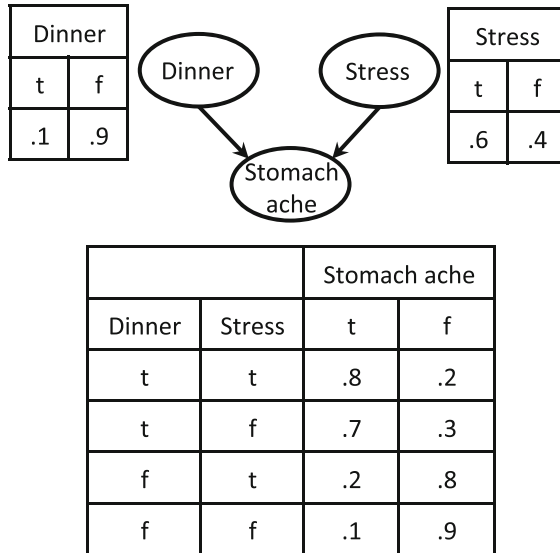 Dinner
t f
.1 .9
Dinner
Stress
Stress
t f
.6 .4
Stomach
ache
Stomach ache
Dinner Stress t f
t t .8 .2
t f .7 .3
f t .2 .8
f f .1 .9